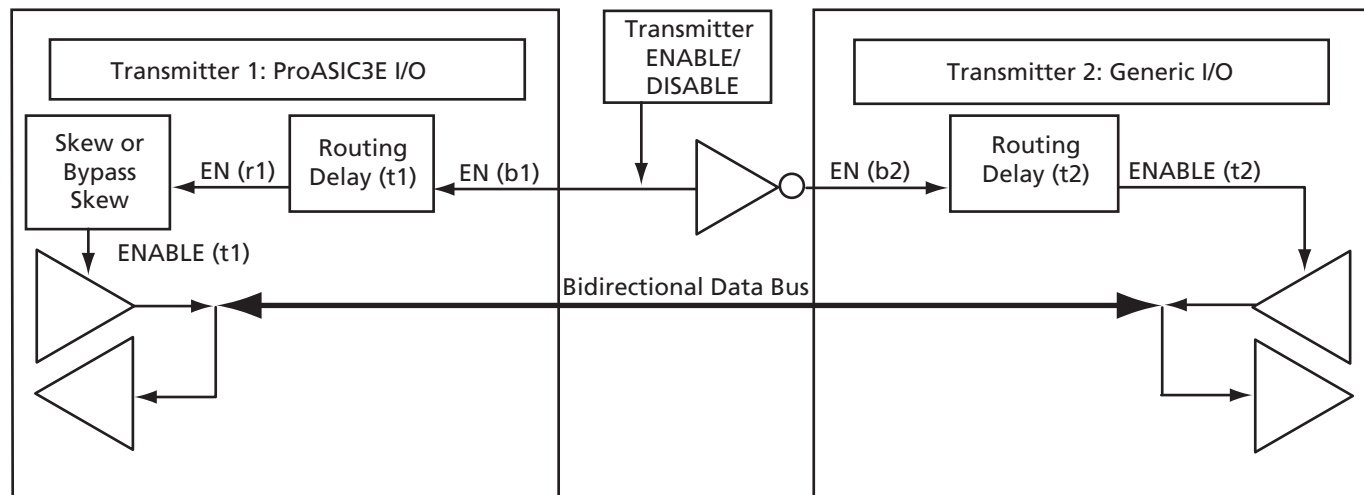 Transmitter
ENABLE/
DISABLE
Transmitter 1: ProASIC3E I/O
Transmitter 2: Generic I/O
Skew or
Bypass
Skew
EN (r1)
Routing
Delay (t1)
EN (b1)
EN (b2)
Routing
Delay (t2)
ENABLE (t2)
ENABLE (t1)
Bidirectional Data Bus